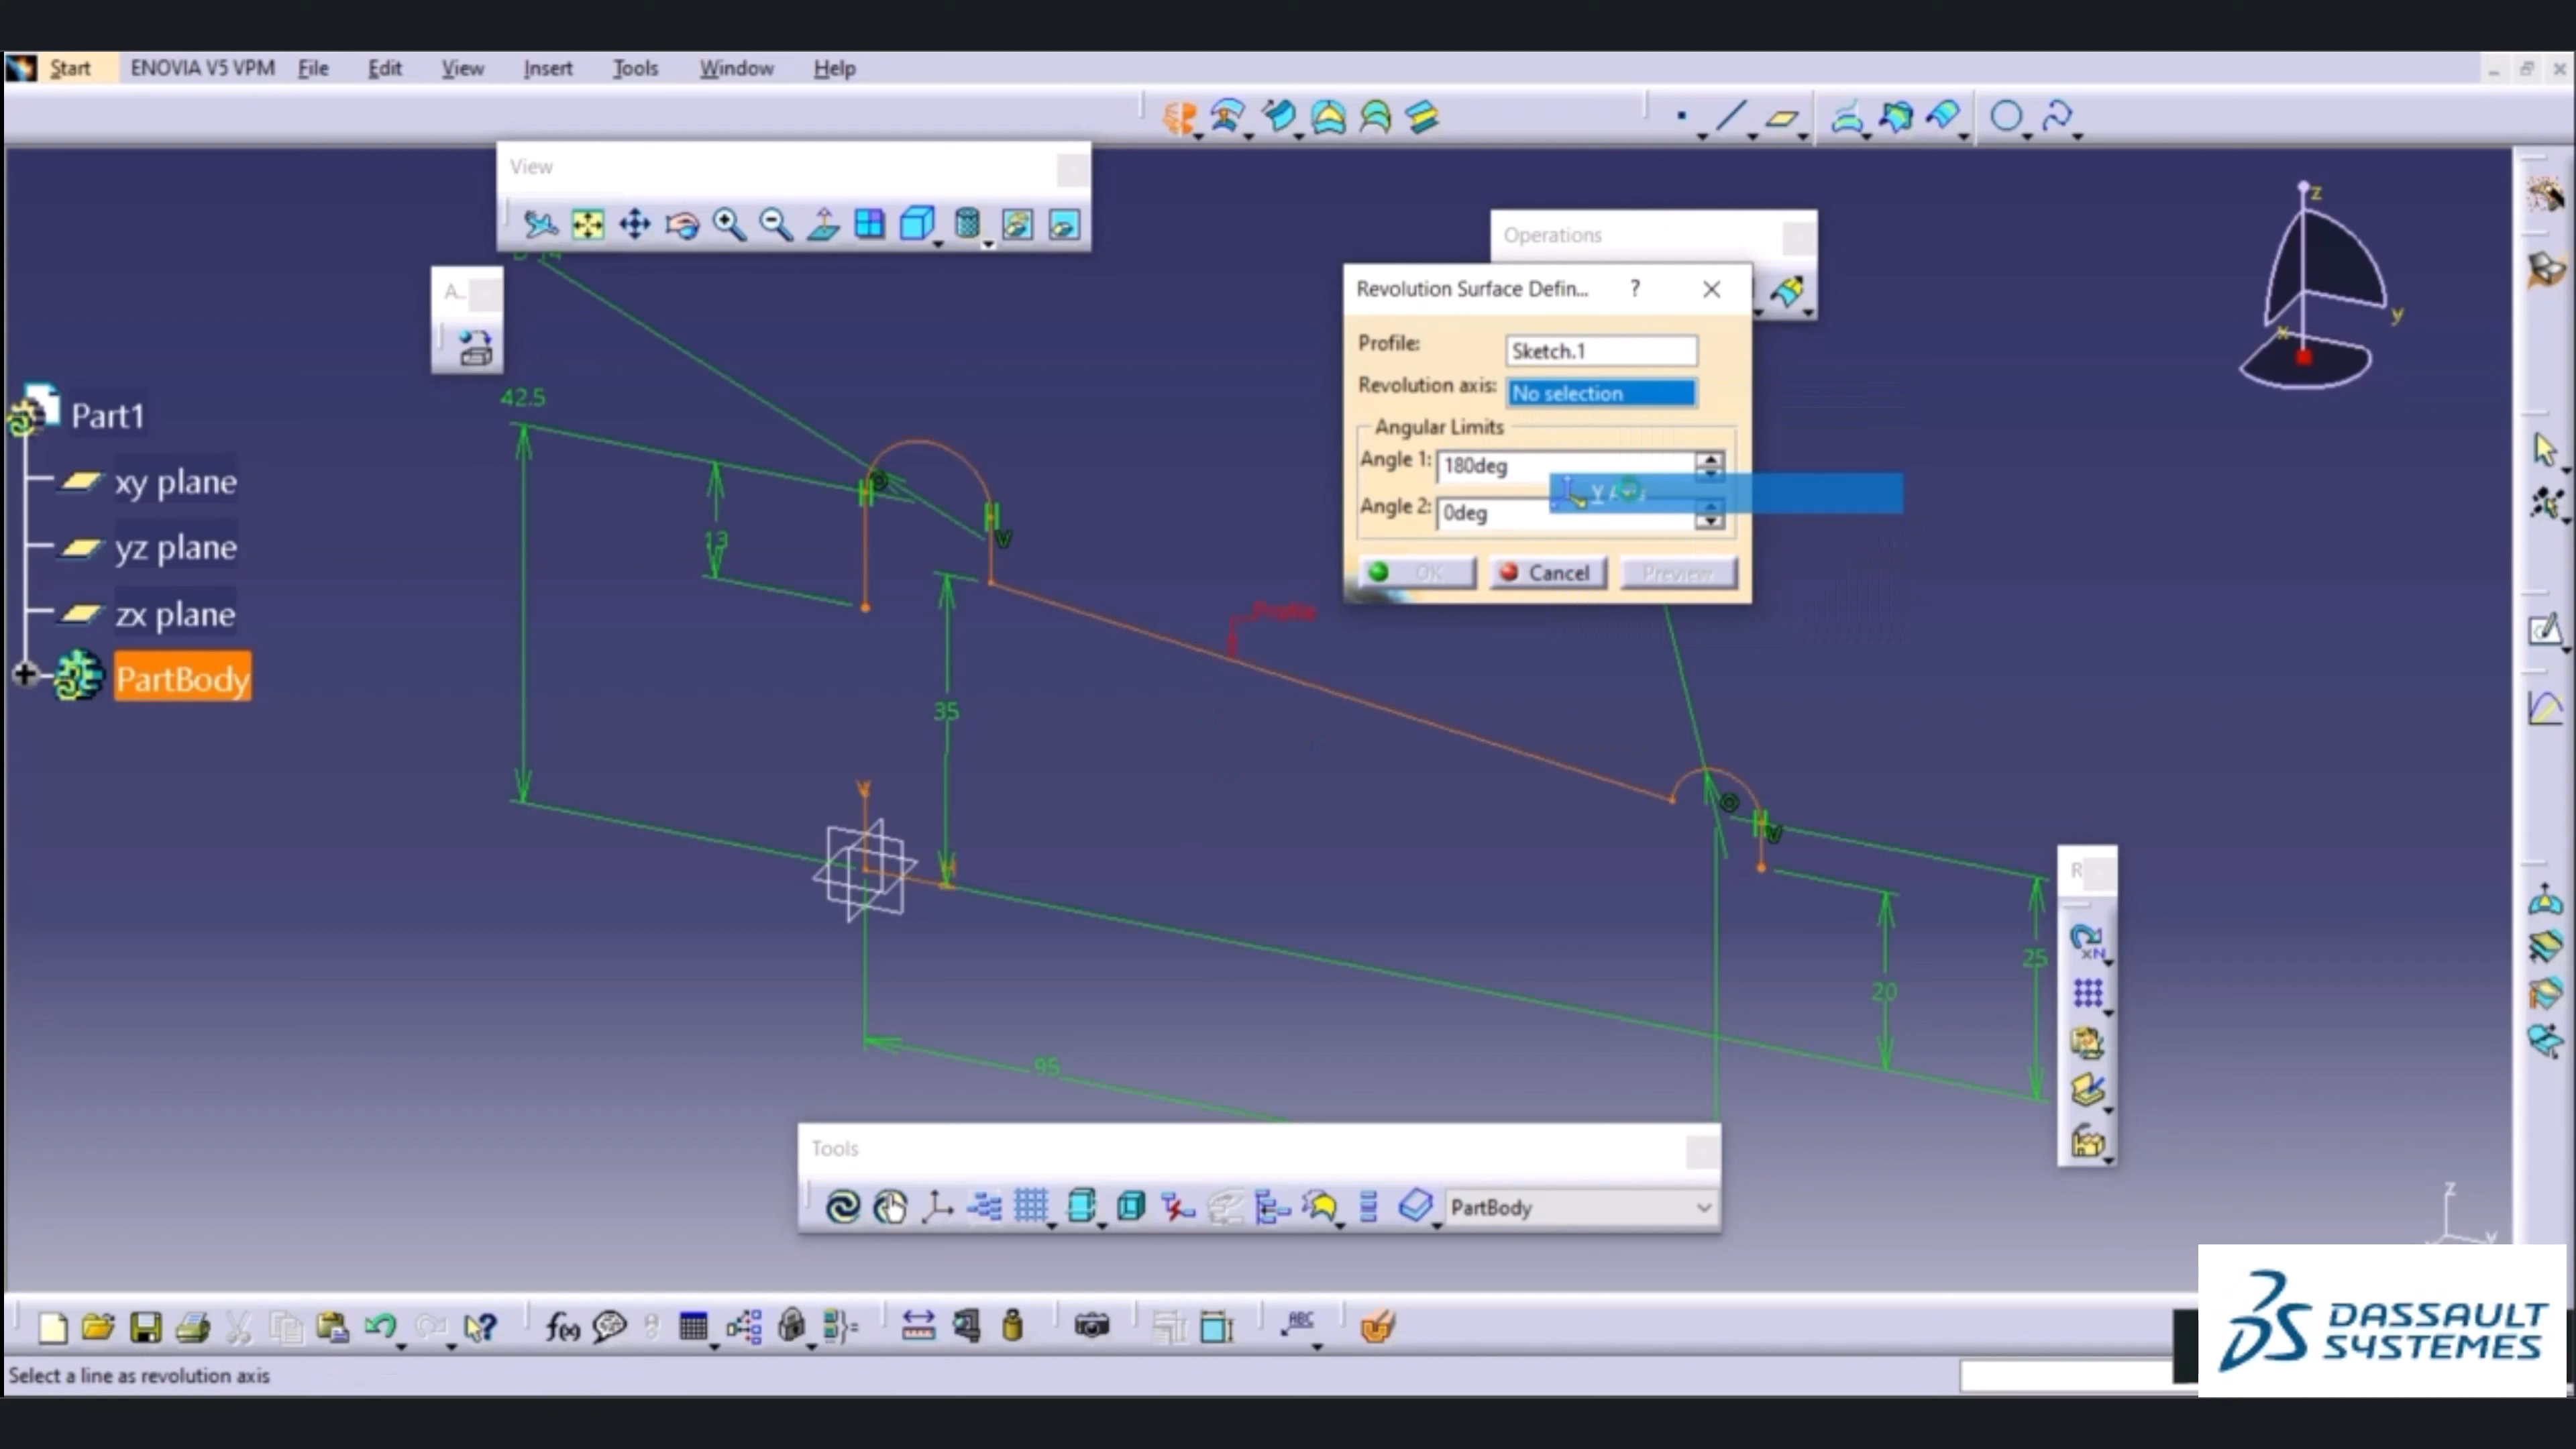 Start ENOVIA V5 VPM File Edit View Insert Tools Window Help
View
Operations
A..
Revolution Surface Defin... ?
Profile: Sketch.1
Revolution axis: No selection
Angular Limits
Angle 1: 180deg
Y Axis
Angle 2: 0deg
OK Cancel Preview
z
y
x
Part1
xy plane
yz plane
zx plane
PartBody
42.5
13
V
35
Profile
V
H
V
20
25
95
R
xN
Tools
PartBody
z
y
f(x)
ABC
Select a line as revolution axis
DASSAULT
SYSTEMES